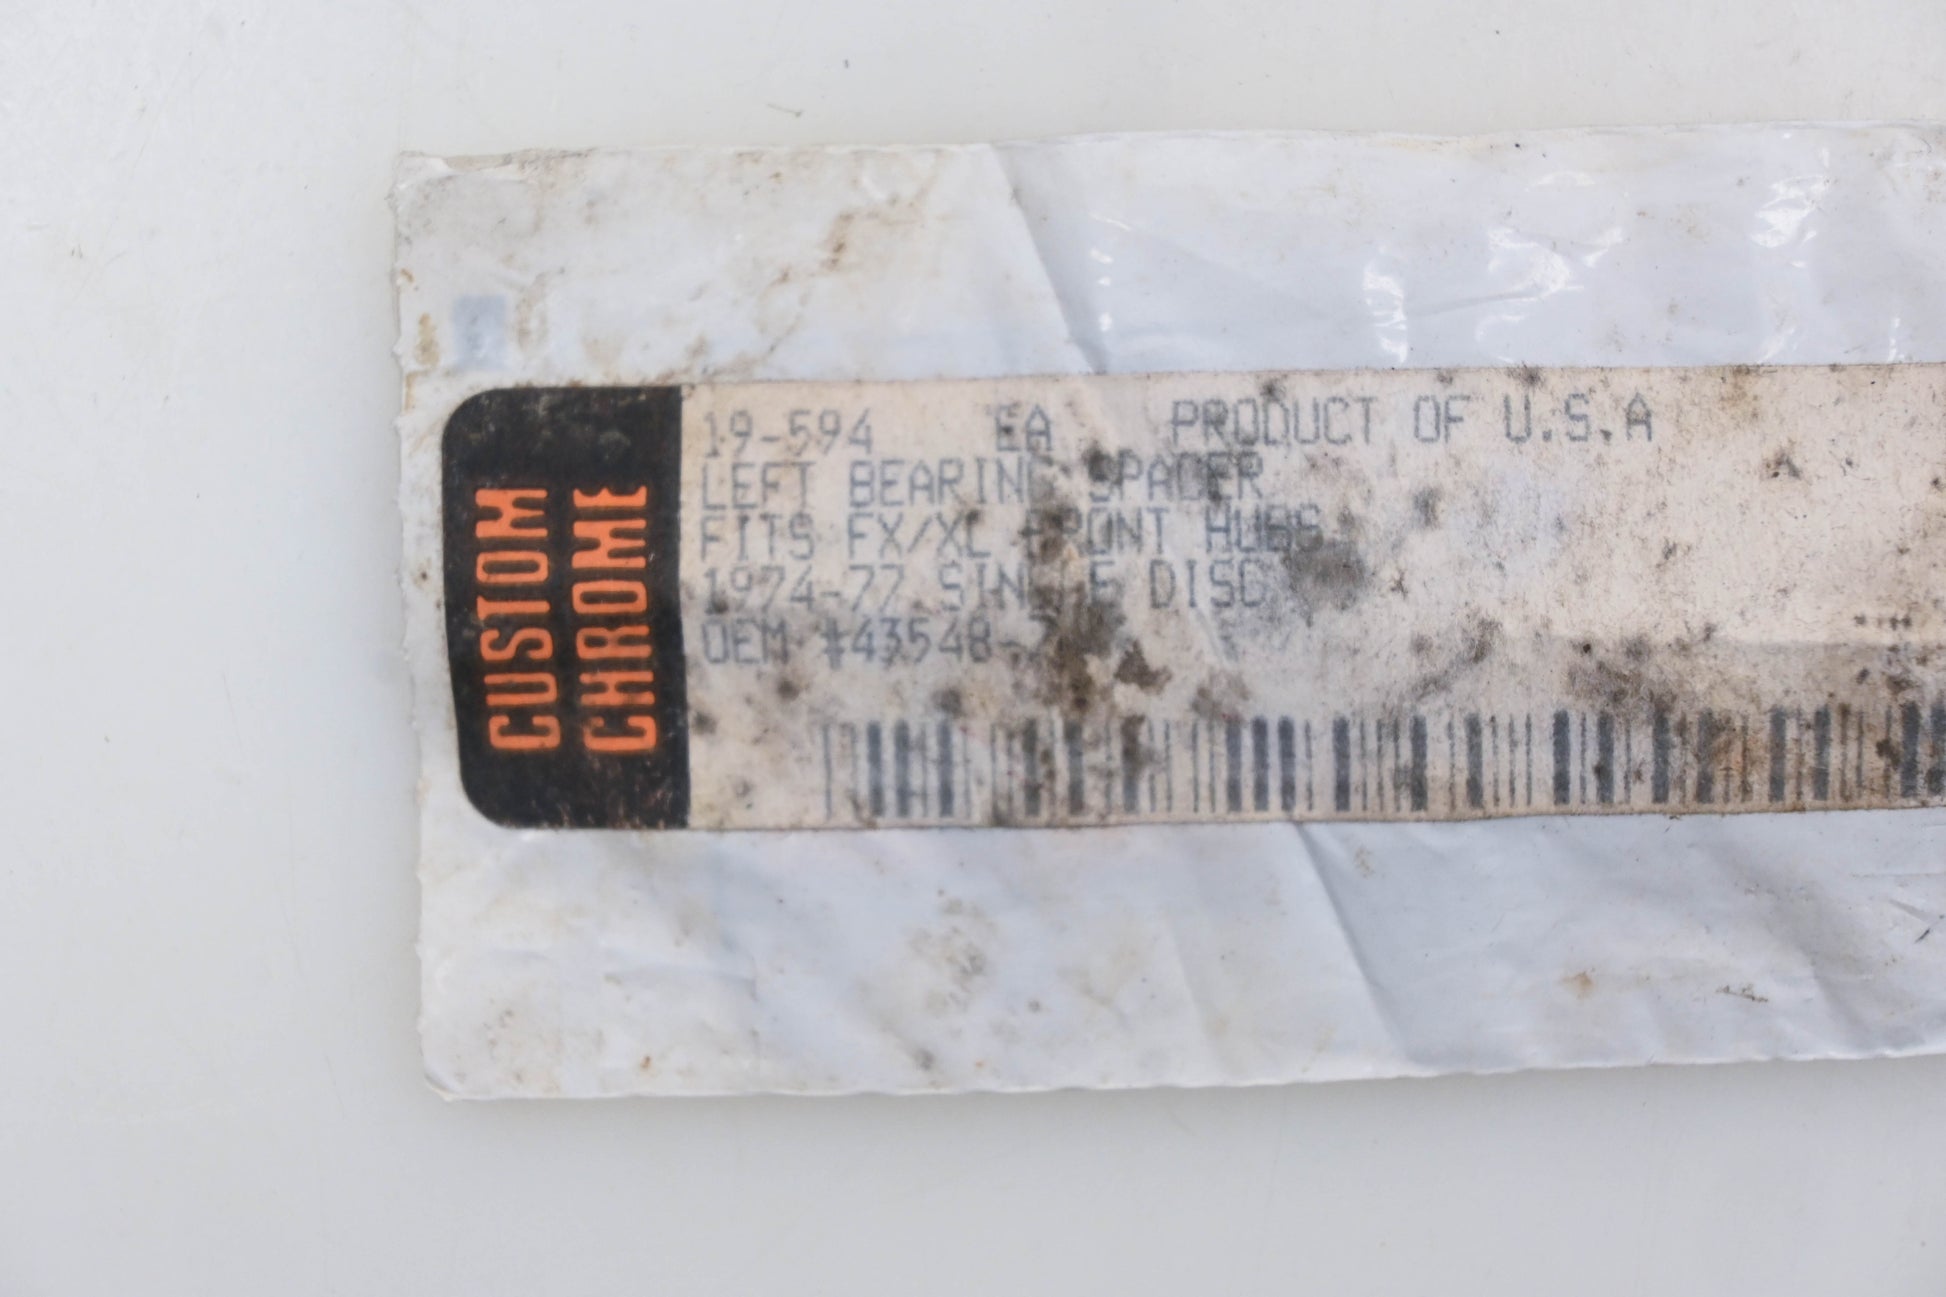 CUSTOM
CHROME
19-594 EA PRODUCT OF U.S.A
LEFT BEARING SPACER
FITS FX/XL FRONT HUBS
1974-77 SINGLE DISC
OEM #43548-